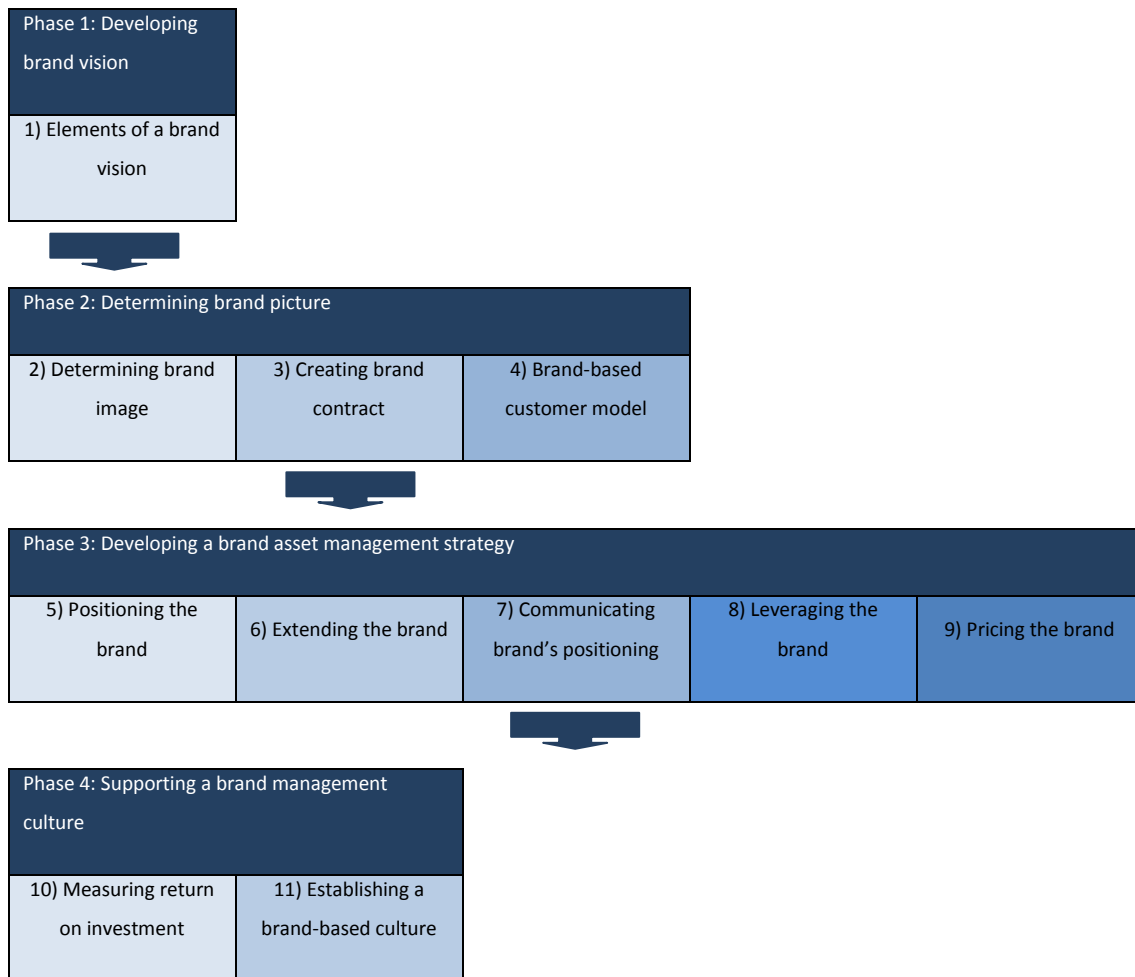 Phase 1: Developing
brand vision
1) Elements of a brand
vision
Phase 2: Determining brand picture
2) Determining brand
image
3) Creating brand
contract
4) Brand-based
customer model
Phase 3: Developing a brand asset management strategy
5) Positioning the
brand
6) Extending the brand
7) Communicating
brand’s positioning
8) Leveraging the
brand
9) Pricing the brand
Phase 4: Supporting a brand management
culture
10) Measuring return
on investment
11) Establishing a
brand-based culture